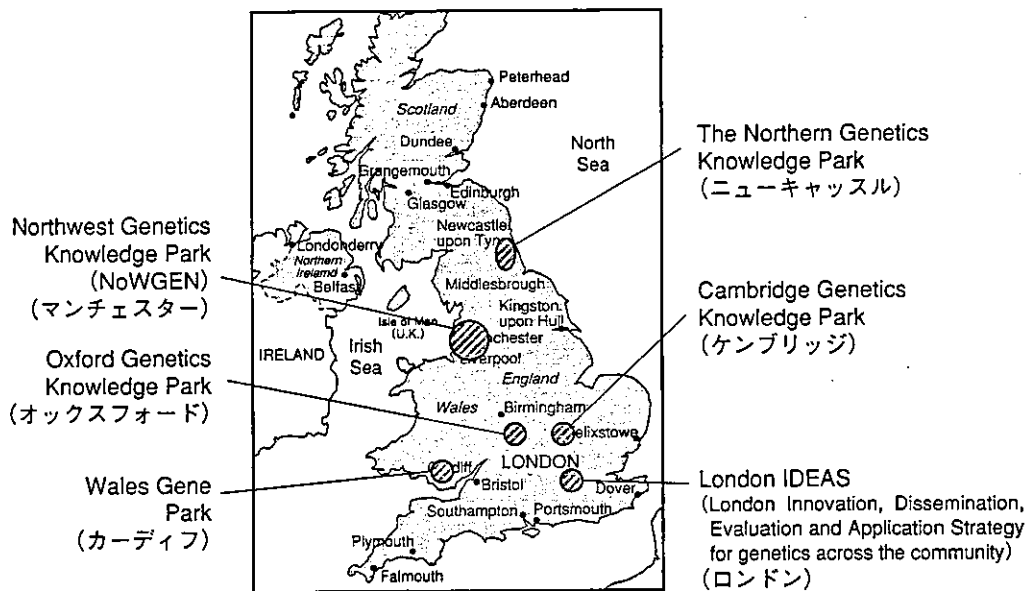 Northwest Genetics
Knowledge Park
(NoWGEN)
(マンチェスター)
Oxford Genetics
Knowledge Park
(オックスフォード)
Wales Gene
Park
(カーディフ)
Peterhead
Scotland
Aberdeen
Dundee
North
Sea
Grangemouth
Edinburgh
Glasgow
Newcastle
upon Tyn
Londonderry
Northern
Ireland
Belfast
Middlesbrough
Kingston
upon Hull
Isle of Man
(U.K.)
chester
IRELAND
Irish
Sea
Liverpool
England
Wales
Birmingham
elixstowe
LONDON
Bristol
Dover
Southampton
Portsmouth
Plymouth
Falmouth
The Northern Genetics
Knowledge Park
(ニューキャッスル)
Cambridge Genetics
Knowledge Park
(ケンブリッジ)
London IDEAS
(London Innovation, Dissemination,
Evaluation and Application Strategy
for genetics across the community)
(ロンドン)